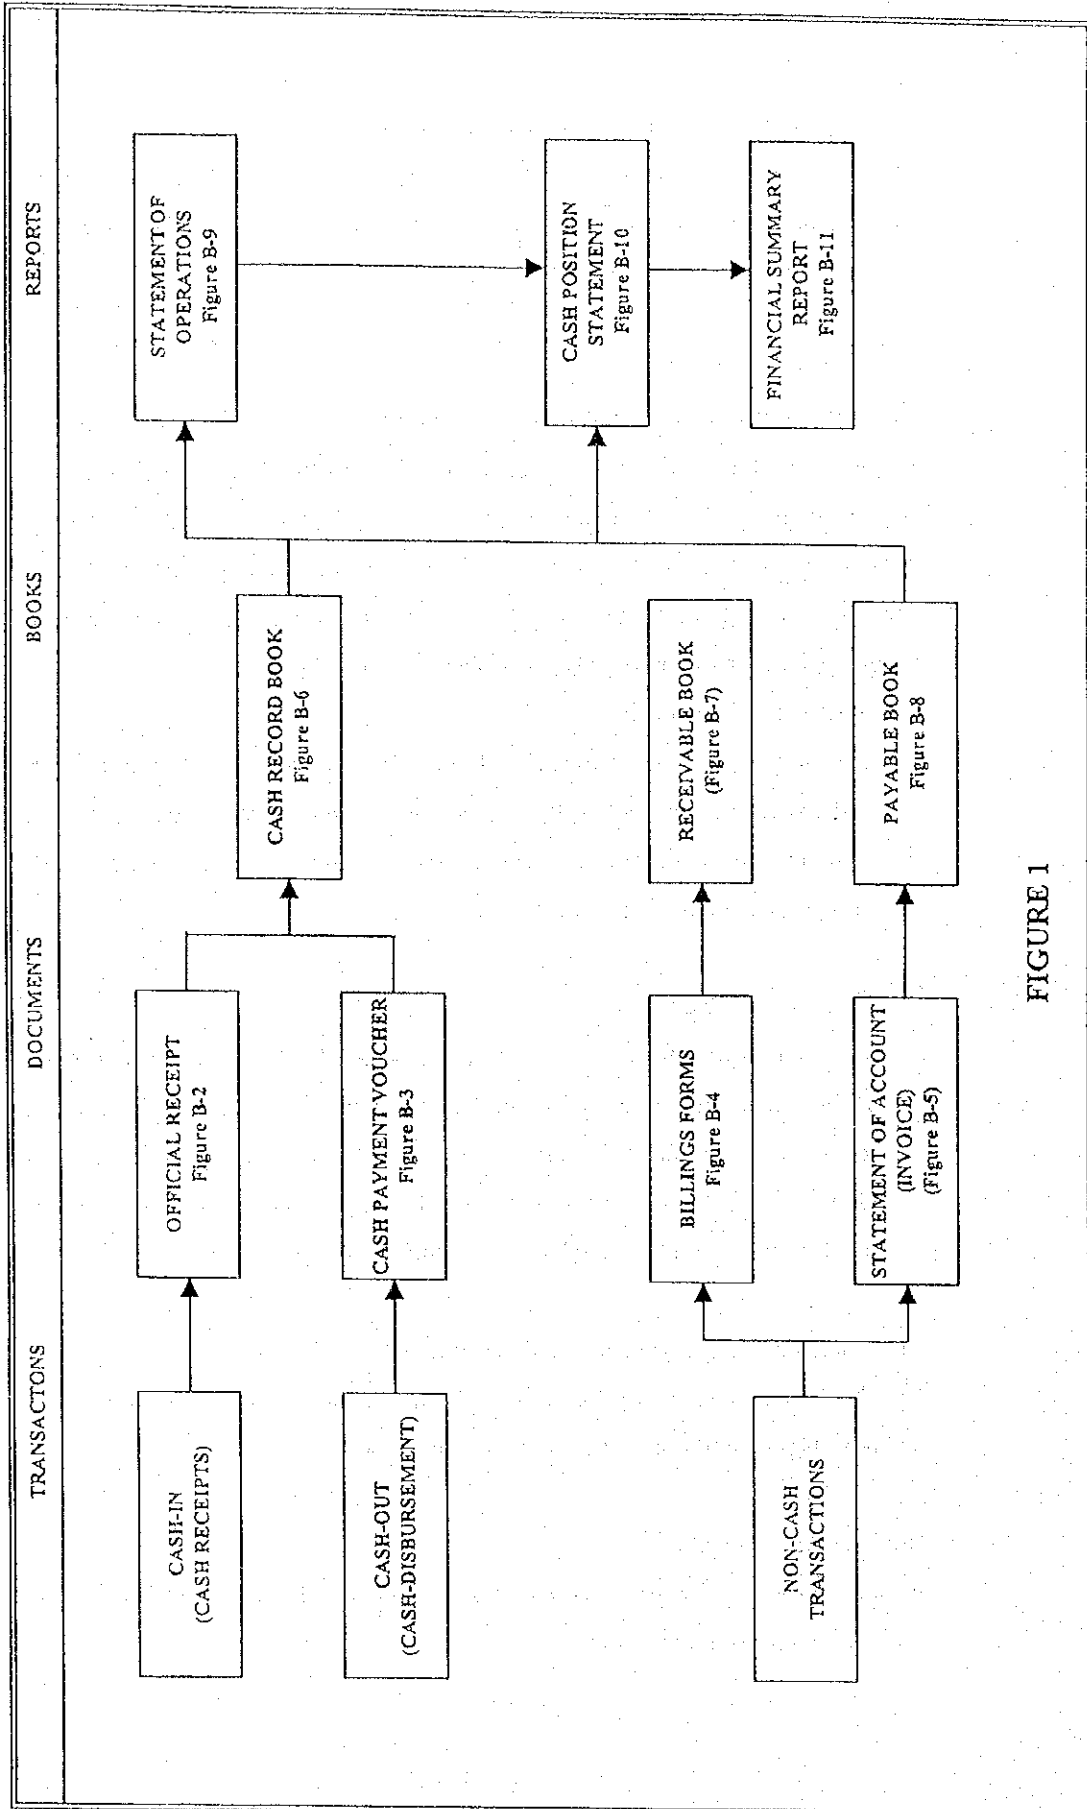 TRANSACTONS
DOCUMENTS
BOOKS
REPORTS
CASH-IN
(CASH RECEIPTS)
OFFICIAL RECEIPT
Figure B-2
CASH-OUT
(CASH-DISBURSEMENT)
CASH PAYMENT VOUCHER
Figure B-3
CASH RECORD BOOK
Figure B-6
STATEMENT OF
OPERATIONS
Figure B-9
NON-CASH
TRANSACTIONS
BILLINGS FORMS
Figure B-4
STATEMENT OF ACCOUNT
(INVOICE)
(Figure B-5)
RECEIVABLE BOOK
(Figure B-7)
PAYABLE BOOK
Figure B-8
CASH POSITION
STATEMENT
Figure B-10
FINANCIAL SUMMARY
REPORT
Figure B-11
FIGURE 1